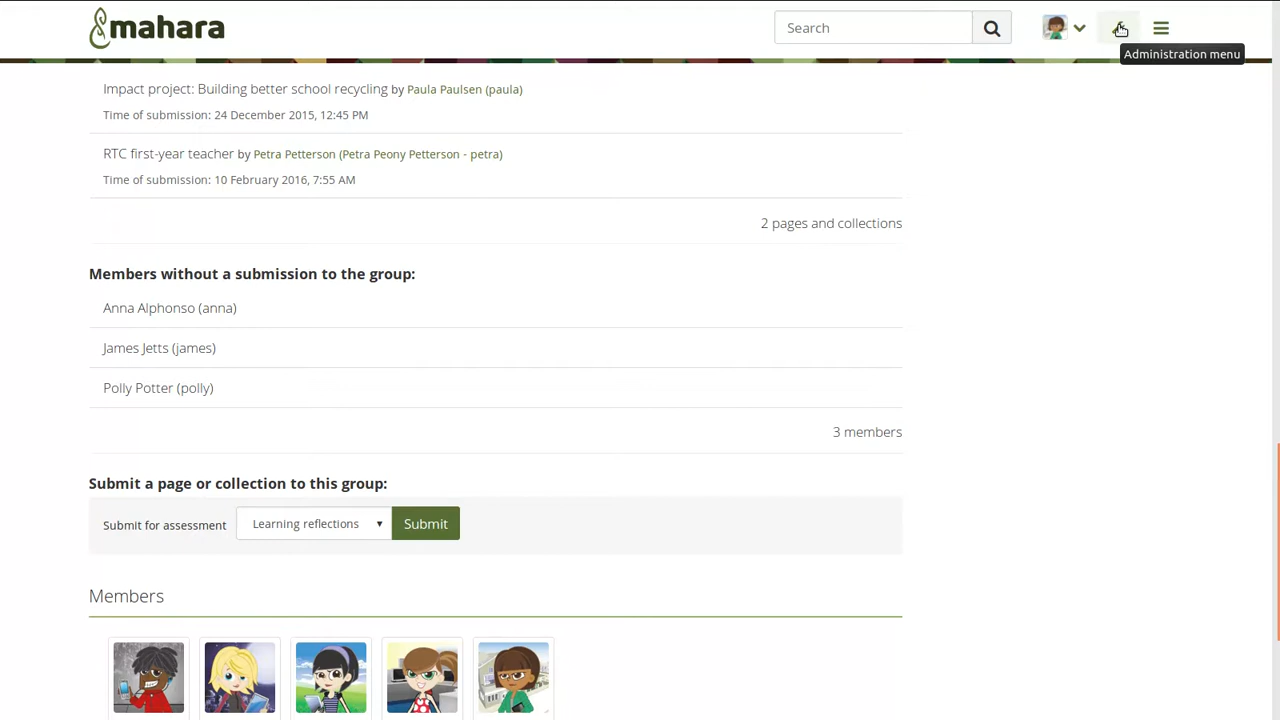 mahara
Search
Administration menu
Impact project: Building better school recycling by Paula Paulsen (paula)
Time of submission: 24 December 2015, 12:45 PM
RTC first-year teacher by Petra Petterson (Petra Peony Petterson - petra)
Time of submission: 10 February 2016, 7:55 AM
2 pages and collections
Members without a submission to the group:
Anna Alphonso (anna)
James Jetts (james)
Polly Potter (polly)
3 members
Submit a page or collection to this group:
Submit for assessment Learning reflections Submit
Members